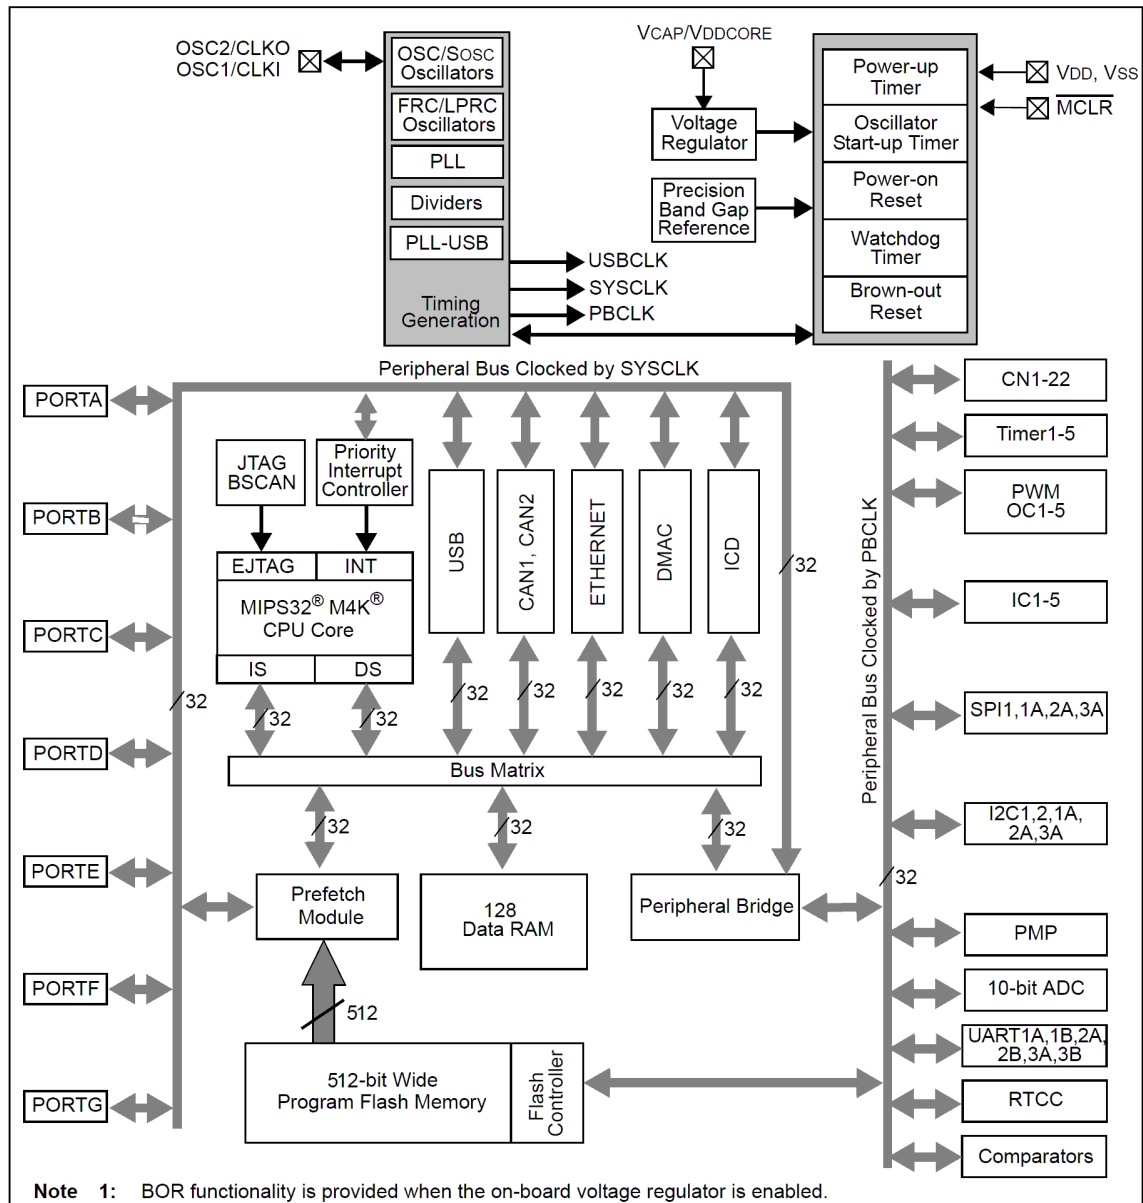 OSC2/CLKO
OSC1/CLKI
OSC/SOSC
Oscillators
FRC/LPRC
Oscillators
PLL
Dividers
PLL-USB
Timing
Generation
USBCLK
SYSCLK
PBCLK
VCAP/VDDCORE
Voltage
Regulator
Precision
Band Gap
Reference
Power-up
Timer
Oscillator
Start-up Timer
Power-on
Reset
Watchdog
Timer
Brown-out
Reset
VDD, VSS
MCLR
Peripheral Bus Clocked by SYSCLK
PORTA
PORTB
PORTC
PORTD
PORTE
PORTF
PORTG
32
JTAG
BSCAN
Priority
Interrupt
Controller
EJTAG
INT
MIPS32® M4K®
CPU Core
IS
DS
32
32
USB
CAN1, CAN2
ETHERNET
DMAC
ICD
32
32
32
32
32
32
Bus Matrix
32
32
32
Prefetch
Module
128
Data RAM
Peripheral Bridge
512
512-bit Wide
Program Flash Memory
Flash
Controller
Peripheral Bus Clocked by PBCLK
32
CN1-22
Timer1-5
PWM
OC1-5
IC1-5
SPI1,1A,2A,3A
I2C1,2,1A,
2A,3A
PMP
10-bit ADC
UART1A,1B,2A,
2B,3A,3B
RTCC
Comparators
Note 1: BOR functionality is provided when the on-board voltage regulator is enabled.